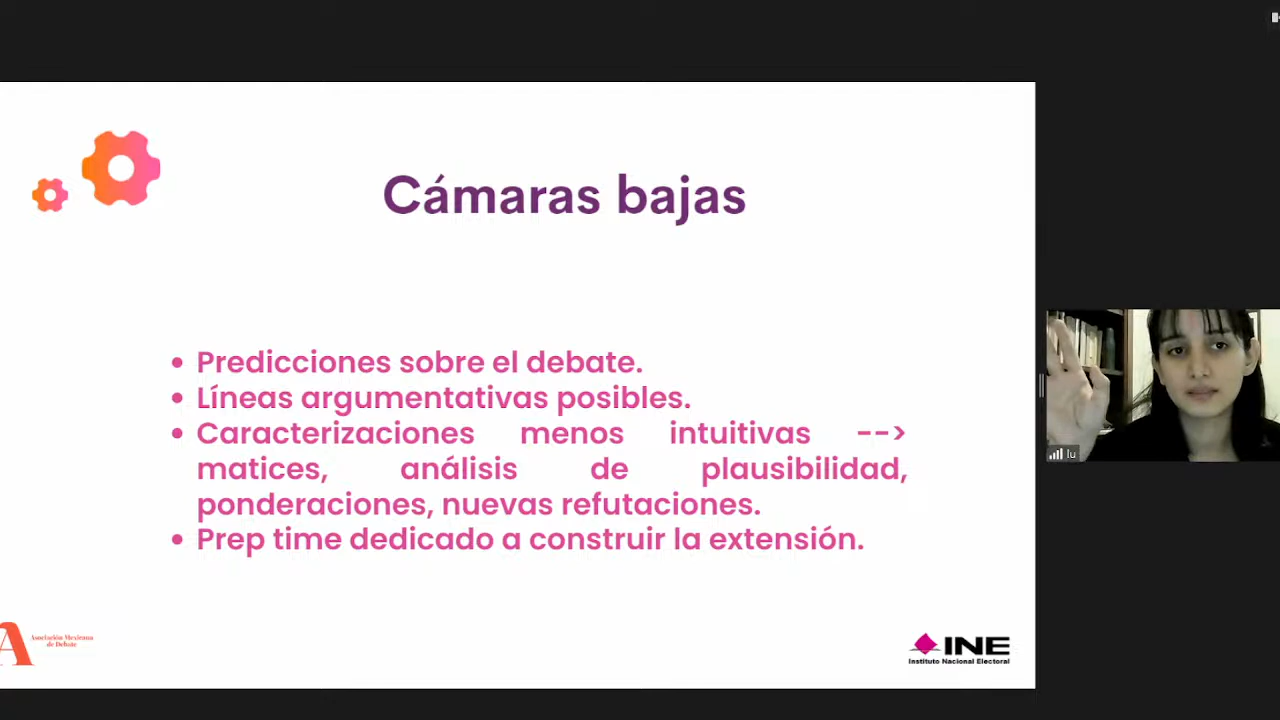 Cámaras bajas
• Predicciones sobre el debate.
• Líneas argumentativas posibles.
• Caracterizaciones menos intuitivas -->
matices, análisis de plausibilidad,
ponderaciones, nuevas refutaciones.
• Prep time dedicado a construir la extensión.
lu
A Asociación Mexicana
de Debate
INE
Instituto Nacional Electoral